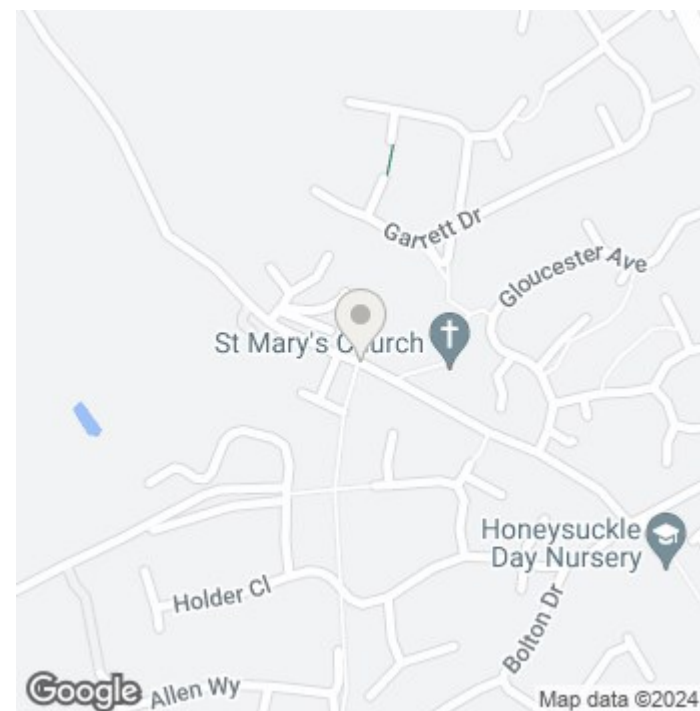 Garrett Dr
Gloucester Ave
St Mary's Church
Honeysuckle
Day Nursery
Holder Cl
Bolton Dr
Allen Wy
Google
Map data ©2024